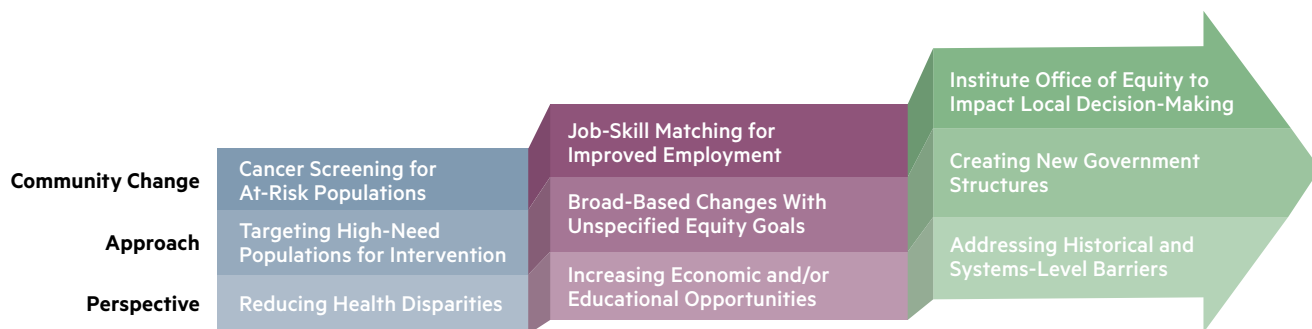 Community Change
Approach
Perspective
Cancer Screening for
At-Risk Populations
Targeting High-Need
Populations for Intervention
Reducing Health Disparities
Job-Skill Matching for
Improved Employment
Broad-Based Changes With
Unspecified Equity Goals
Increasing Economic and/or
Educational Opportunities
Institute Office of Equity to
Impact Local Decision-Making
Creating New Government
Structures
Addressing Historical and
Systems-Level Barriers